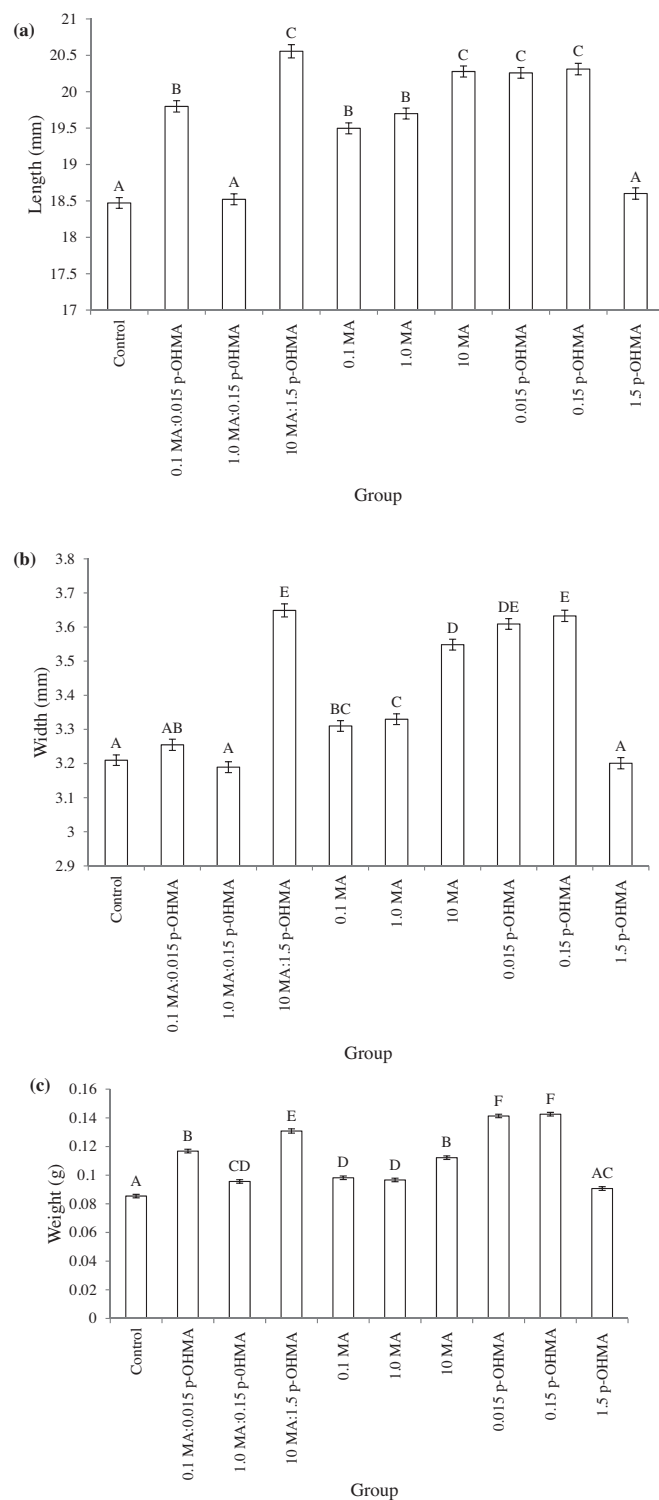 (a)
Length (mm)
21
20.5
20
19.5
19
18.5
18
17.5
17
A
B
A
C
B
B
C
C
C
A
Control
0.1 MA:0.015 p-OHMA
1.0 MA:0.15 p-0HMA
10 MA:1.5 p-OHMA
0.1 MA
1.0 MA
10 MA
0.015 p-OHMA
0.15 p-OHMA
1.5 p-OHMA
Group
(b)
Width (mm)
3.8
3.7
3.6
3.5
3.4
3.3
3.2
3.1
3
2.9
A
AB
A
E
BC
C
D
DE
E
A
Control
0.1 MA:0.015 p-OHMA
1.0 MA:0.15 p-0HMA
10 MA:1.5 p-OHMA
0.1 MA
1.0 MA
10 MA
0.015 p-OHMA
0.15 p-OHMA
1.5 p-OHMA
Group
(c)
Weight (g)
0.16
0.14
0.12
0.1
0.08
0.06
0.04
0.02
0
A
B
CD
E
D
D
B
F
F
AC
Control
0.1 MA:0.015 p-OHMA
1.0 MA:0.15 p-0HMA
10 MA:1.5 p-OHMA
0.1 MA
1.0 MA
10 MA
0.015 p-OHMA
0.15 p-OHMA
1.5 p-OHMA
Group